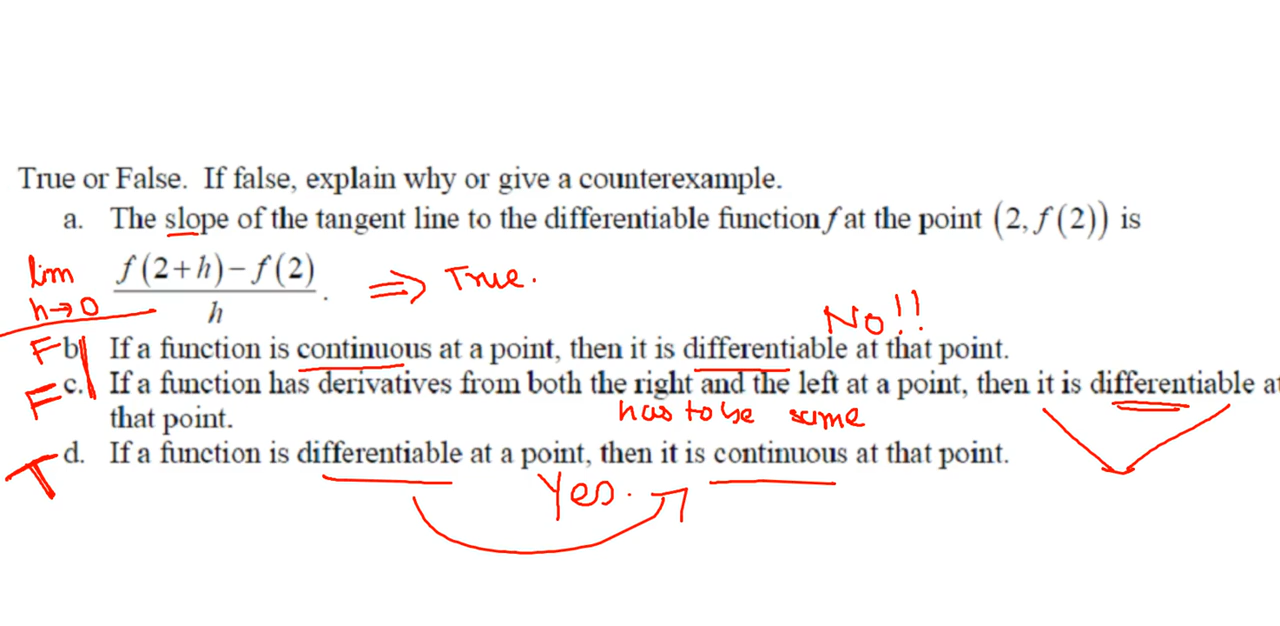 True or False. If false, explain why or give a counterexample.
a. The slope of the tangent line to the differentiable function f at the point (2, f(2)) is
lim h→0 f(2+h) − f(2) / h . ⇒ True.
NO!!
F b. If a function is continuous at a point, then it is differentiable at that point.
F c. If a function has derivatives from both the right and the left at a point, then it is differentiable at
that point. has to be same
T d. If a function is differentiable at a point, then it is continuous at that point.
Yes.